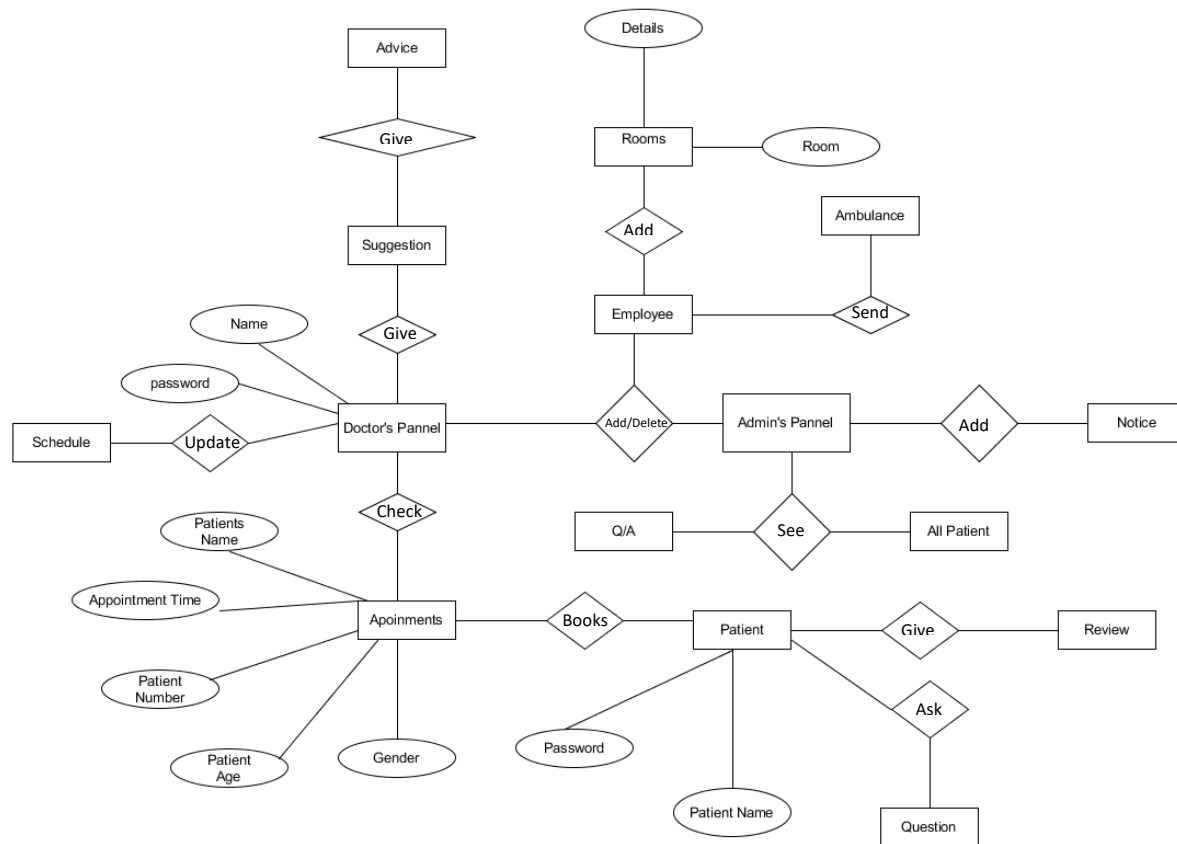 Details
Advice
Give
Rooms
Room
Add
Ambulance
Suggestion
Employee
Send
Name
Give
password
Schedule
Update
Doctor's Pannel
Add/Delete
Admin's Pannel
Add
Notice
Check
Patients
Name
Q/A
See
All Patient
Appointment Time
Apoinments
Books
Patient
Give
Review
Patient
Number
Ask
Patient
Age
Gender
Password
Patient Name
Question